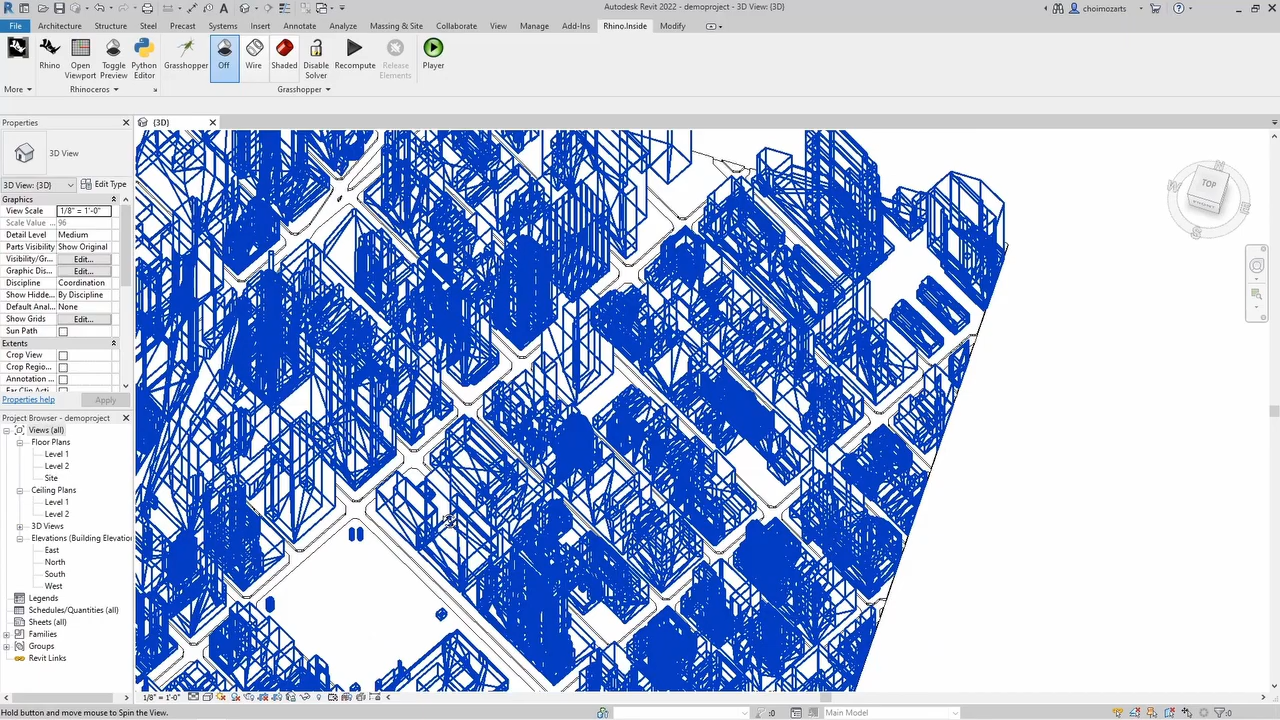 Autodesk Revit 2022 - demoproject - 3D View: {3D}
choimozarts
File Architecture Structure Steel Precast Systems Insert Annotate Analyze Massing & Site Collaborate View Manage Add-Ins Rhino.Inside Modify
Rhino Open Viewport Toggle Preview Python Editor Grasshopper Off Wire Shaded Disable Solver Recompute Release Elements Player
More Rhinoceros Grasshopper
Properties
{3D}
3D View
3D View: {3D} Edit Type
Graphics
View Scale 1/8" = 1'-0"
Scale Value ... 96
Detail Level Medium
Parts Visibility Show Original
Visibility/Gr... Edit...
Graphic Dis... Edit...
Discipline Coordination
Show Hidde... By Discipline
Default Anal... None
Show Grids Edit...
Sun Path
Extents
Crop View
Crop Regio...
Annotation ...
Far Clip Acti...
Properties help Apply
Project Browser - demoproject
Views (all)
Floor Plans
Level 1
Level 2
Site
Ceiling Plans
Level 1
Level 2
3D Views
Elevations (Building Elevation
East
North
South
West
Legends
Schedules/Quantities (all)
Sheets (all)
Families
Groups
Revit Links
TOP
N
W
E
S
1/8" = 1'-0"
Hold button and move mouse to Spin the View.
:0
Main Model
:0